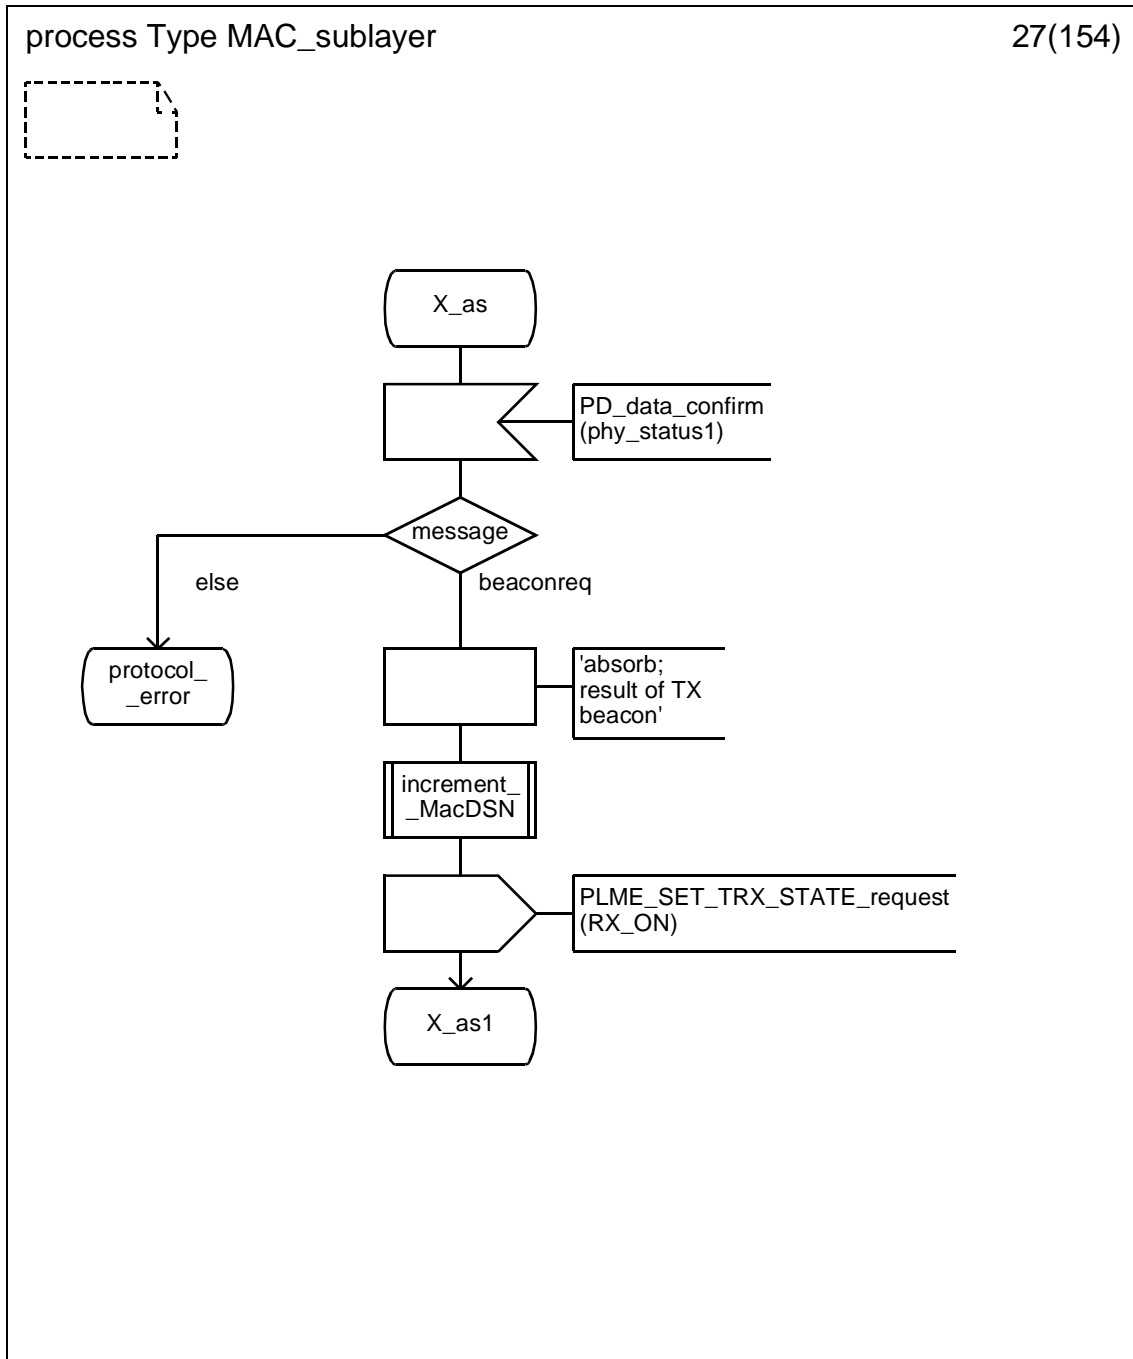 process Type MAC_sublayer
27(154)
X_as
PD_data_confirm
(phy_status1)
message
else
beaconreq
protocol_
_error
'absorb;
result of TX
beacon'
increment_
_MacDSN
PLME_SET_TRX_STATE_request
(RX_ON)
X_as1